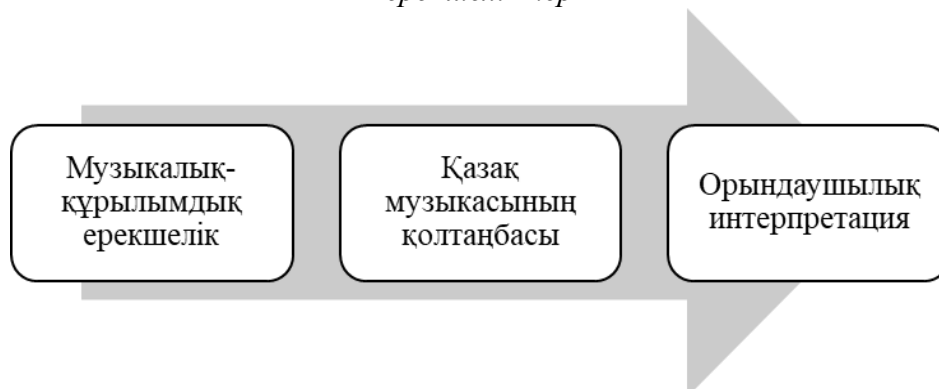 Музыкалық-
құрылымдық
ерекшелік
Қазақ
музыкасының
қолтаңбасы
Орындаушылық
интерпретация